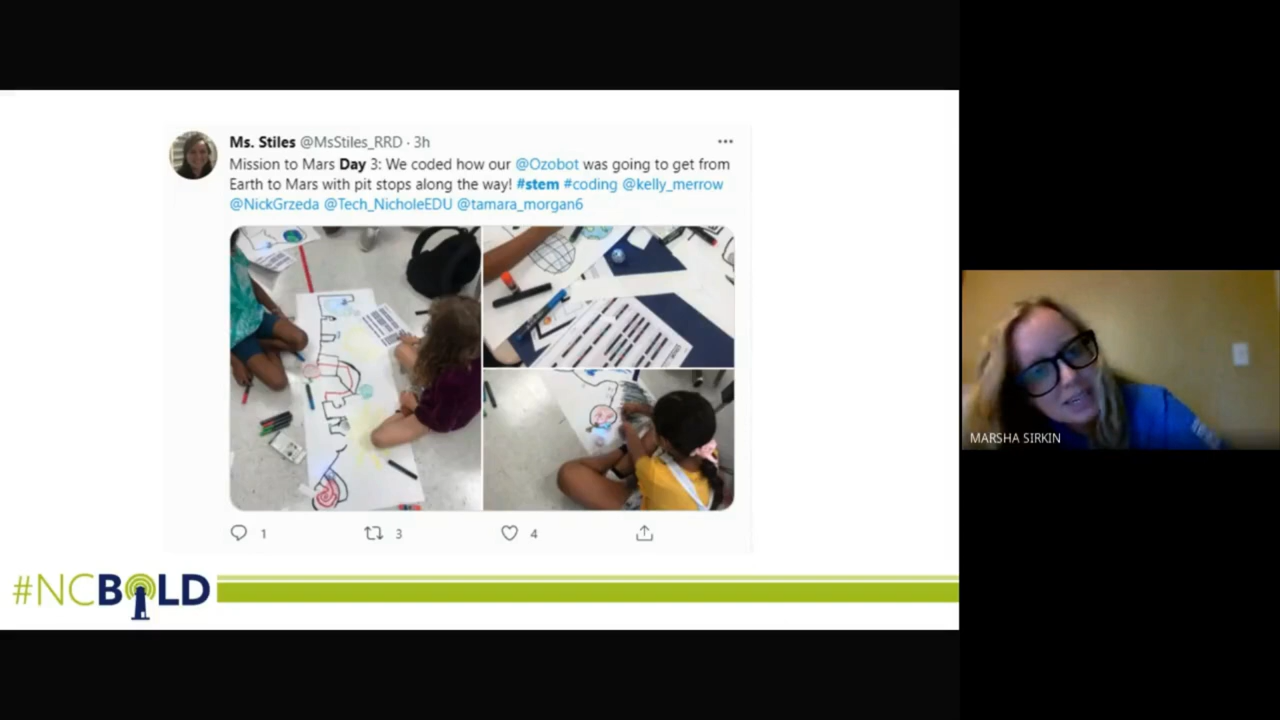 Ms. Stiles @MsStiles_RRD · 3h
Mission to Mars Day 3: We coded how our @Ozobot was going to get from
Earth to Mars with pit stops along the way! #stem #coding @kelly_merrow
@NickGrzeda @Tech_NicholeEDU @tamara_morgan6
1 3 4
#NCBOLD
MARSHA SIRKIN